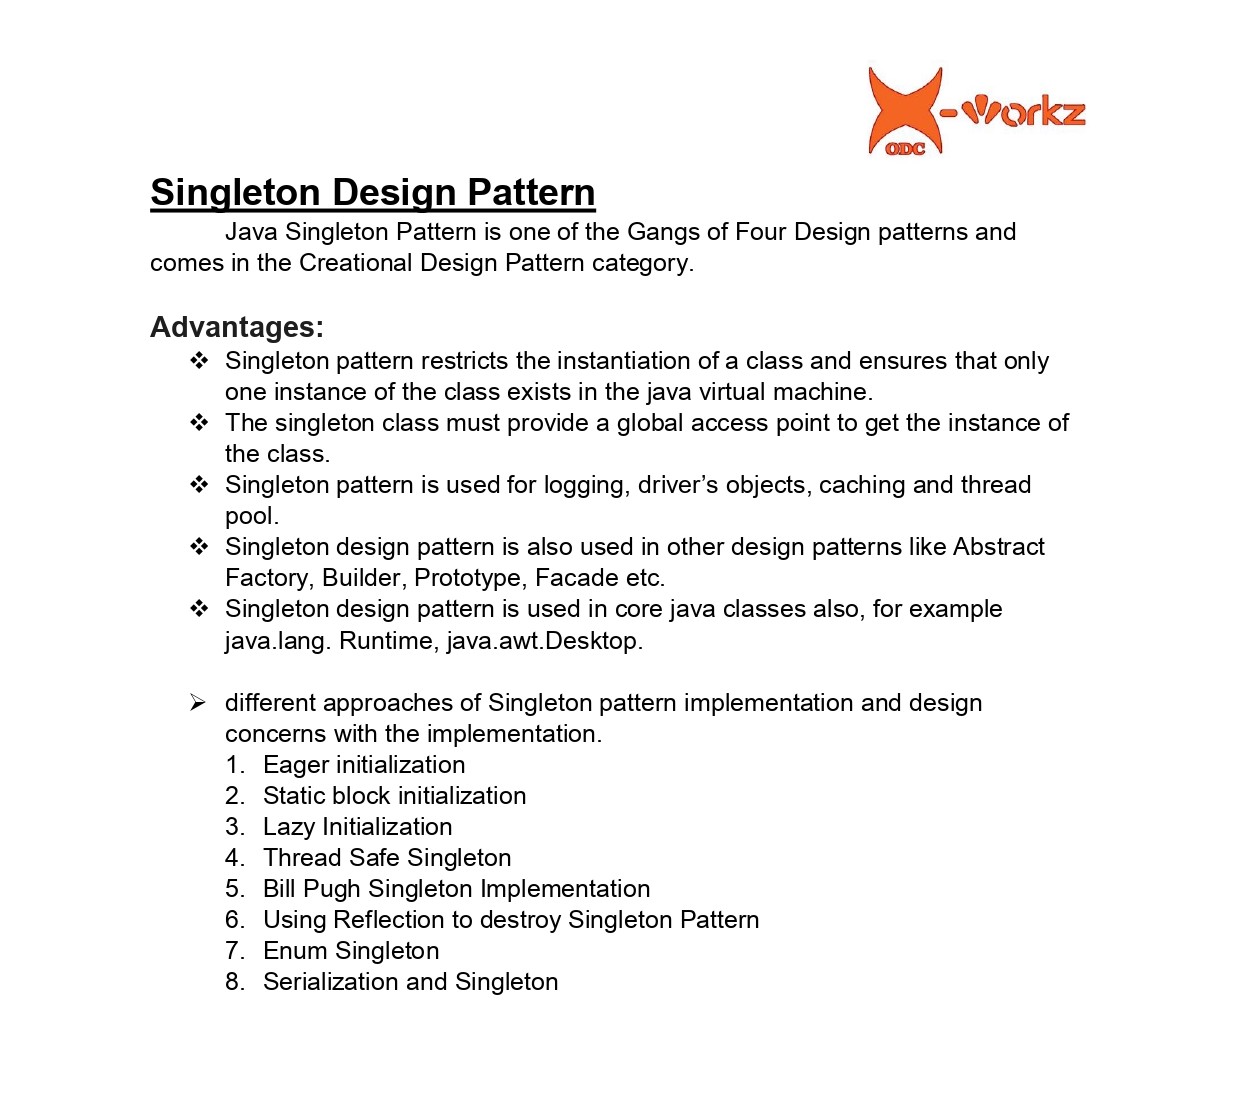 X-Workz
ODC
Singleton Design Pattern
Java Singleton Pattern is one of the Gangs of Four Design patterns and
comes in the Creational Design Pattern category.
Advantages:
❖ Singleton pattern restricts the instantiation of a class and ensures that only
one instance of the class exists in the java virtual machine.
❖ The singleton class must provide a global access point to get the instance of
the class.
❖ Singleton pattern is used for logging, driver’s objects, caching and thread
pool.
❖ Singleton design pattern is also used in other design patterns like Abstract
Factory, Builder, Prototype, Facade etc.
❖ Singleton design pattern is used in core java classes also, for example
java.lang. Runtime, java.awt.Desktop.
➢ different approaches of Singleton pattern implementation and design
concerns with the implementation.
1. Eager initialization
2. Static block initialization
3. Lazy Initialization
4. Thread Safe Singleton
5. Bill Pugh Singleton Implementation
6. Using Reflection to destroy Singleton Pattern
7. Enum Singleton
8. Serialization and Singleton